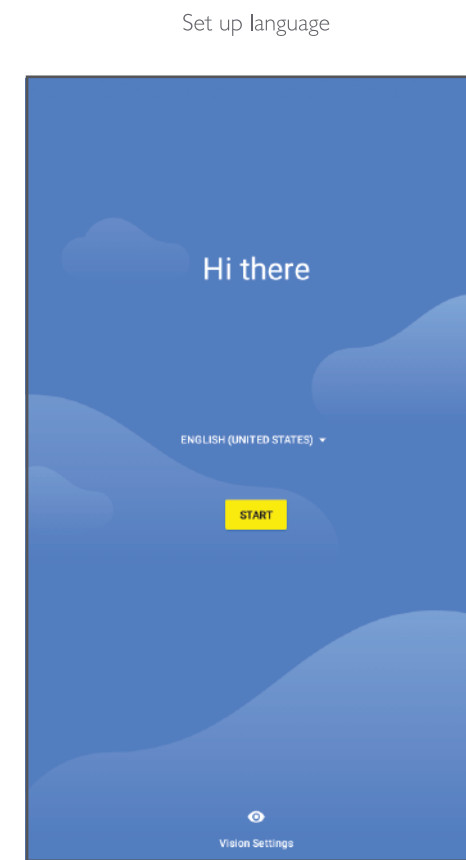 Set up language
Hi there
ENGLISH (UNITED STATES)
START
Vision Settings